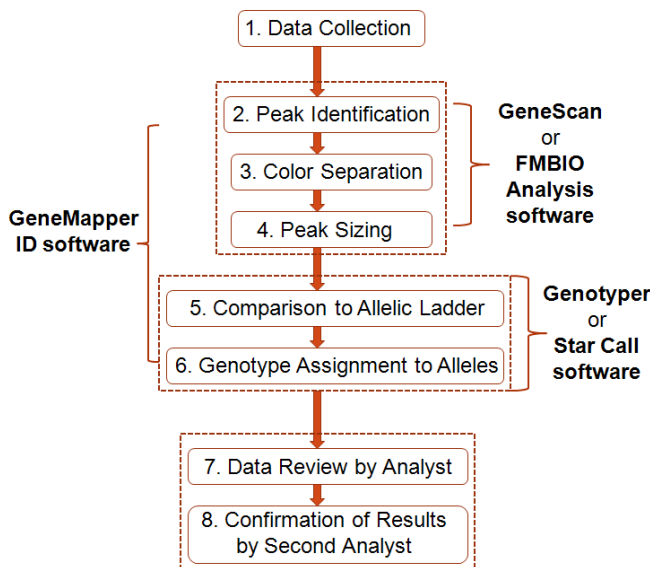 1. Data Collection
2. Peak Identification
3. Color Separation
4. Peak Sizing
GeneScan
or
FMBIO
Analysis
software
GeneMapper
ID software
5. Comparison to Allelic Ladder
6. Genotype Assignment to Alleles
Genotyper
or
Star Call
software
7. Data Review by Analyst
8. Confirmation of Results
by Second Analyst